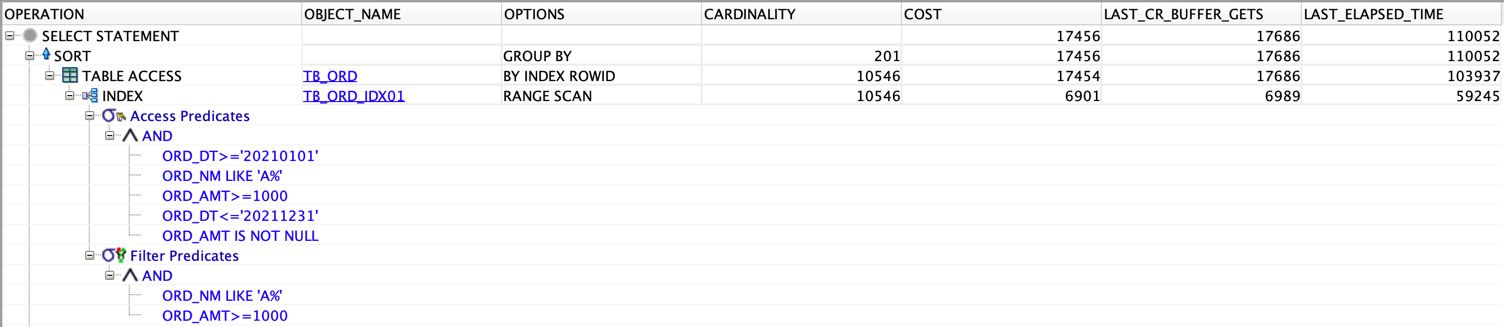 OPERATION OBJECT_NAME OPTIONS CARDINALITY COST LAST_CR_BUFFER_GETS LAST_ELAPSED_TIME
SELECT STATEMENT 17456 17686 110052
SORT GROUP BY 201 17456 17686 110052
TABLE ACCESS TB_ORD BY INDEX ROWID 10546 17454 17686 103937
INDEX TB_ORD_IDX01 RANGE SCAN 10546 6901 6989 59245
Access Predicates
AND
ORD_DT>='20210101'
ORD_NM LIKE 'A%'
ORD_AMT>=1000
ORD_DT<='20211231'
ORD_AMT IS NOT NULL
Filter Predicates
AND
ORD_NM LIKE 'A%'
ORD_AMT>=1000